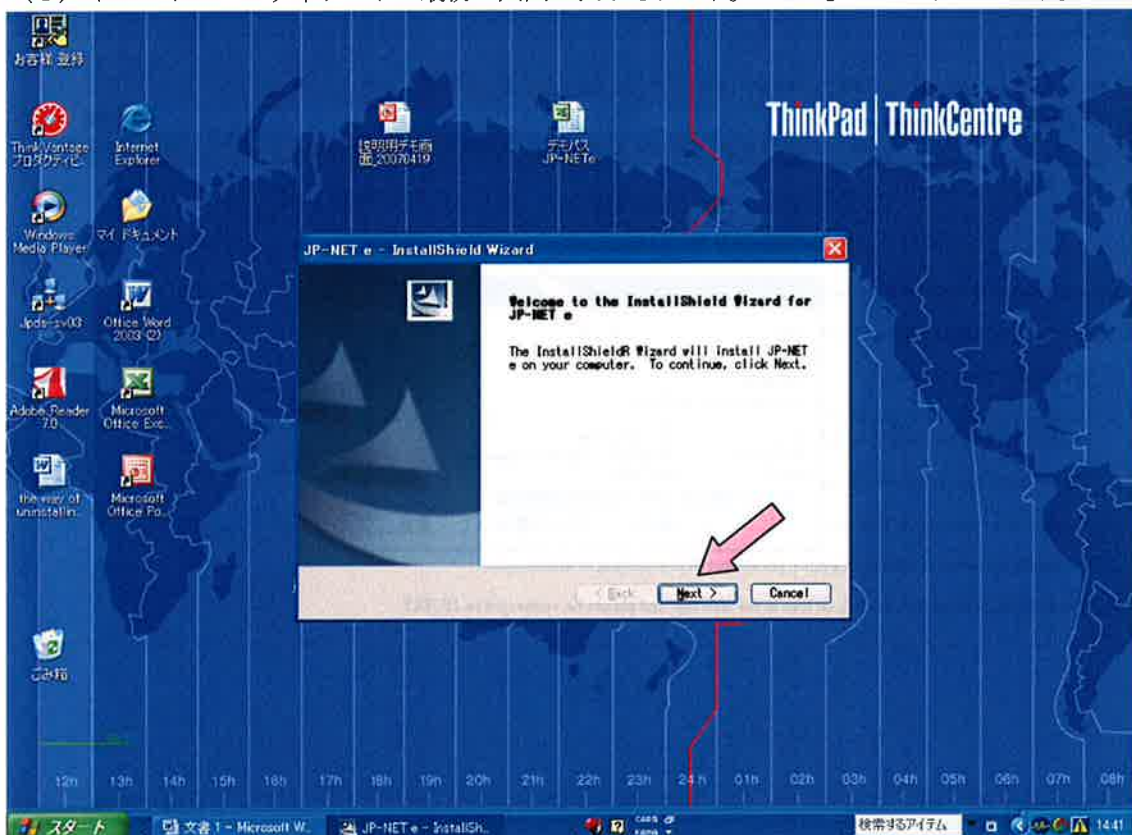 お客様 登録
ThinkVantage
プロダクティビ..
Internet
Explorer
説明用デモ画
面_20070419
デモパス
JP-NETe
ThinkPad | ThinkCentre
Windows
Media Player
マイ ドキュメント
Jpds-sv03
Office Word
2003 (2)
Adobe Reader
7.0
Microsoft
Office Exc...
the way of
uninstallin...
Microsoft
Office Po...
ごみ箱
JP-NET e - InstallShield Wizard
Welcome to the InstallShield Wizard for
JP-NET e
The InstallShieldR Wizard will install JP-NET
e on your computer. To continue, click Next.
< Back
Next >
Cancel
12h 13h 14h 15h 16h 17h 18h 19h 20h 21h 22h 23h 24h 01h 02h 03h 04h 05h 06h 07h 08h
スタート
文書 1 - Microsoft W...
JP-NET e - InstallSh...
CAPS
KANA
検索するアイテム
14:41